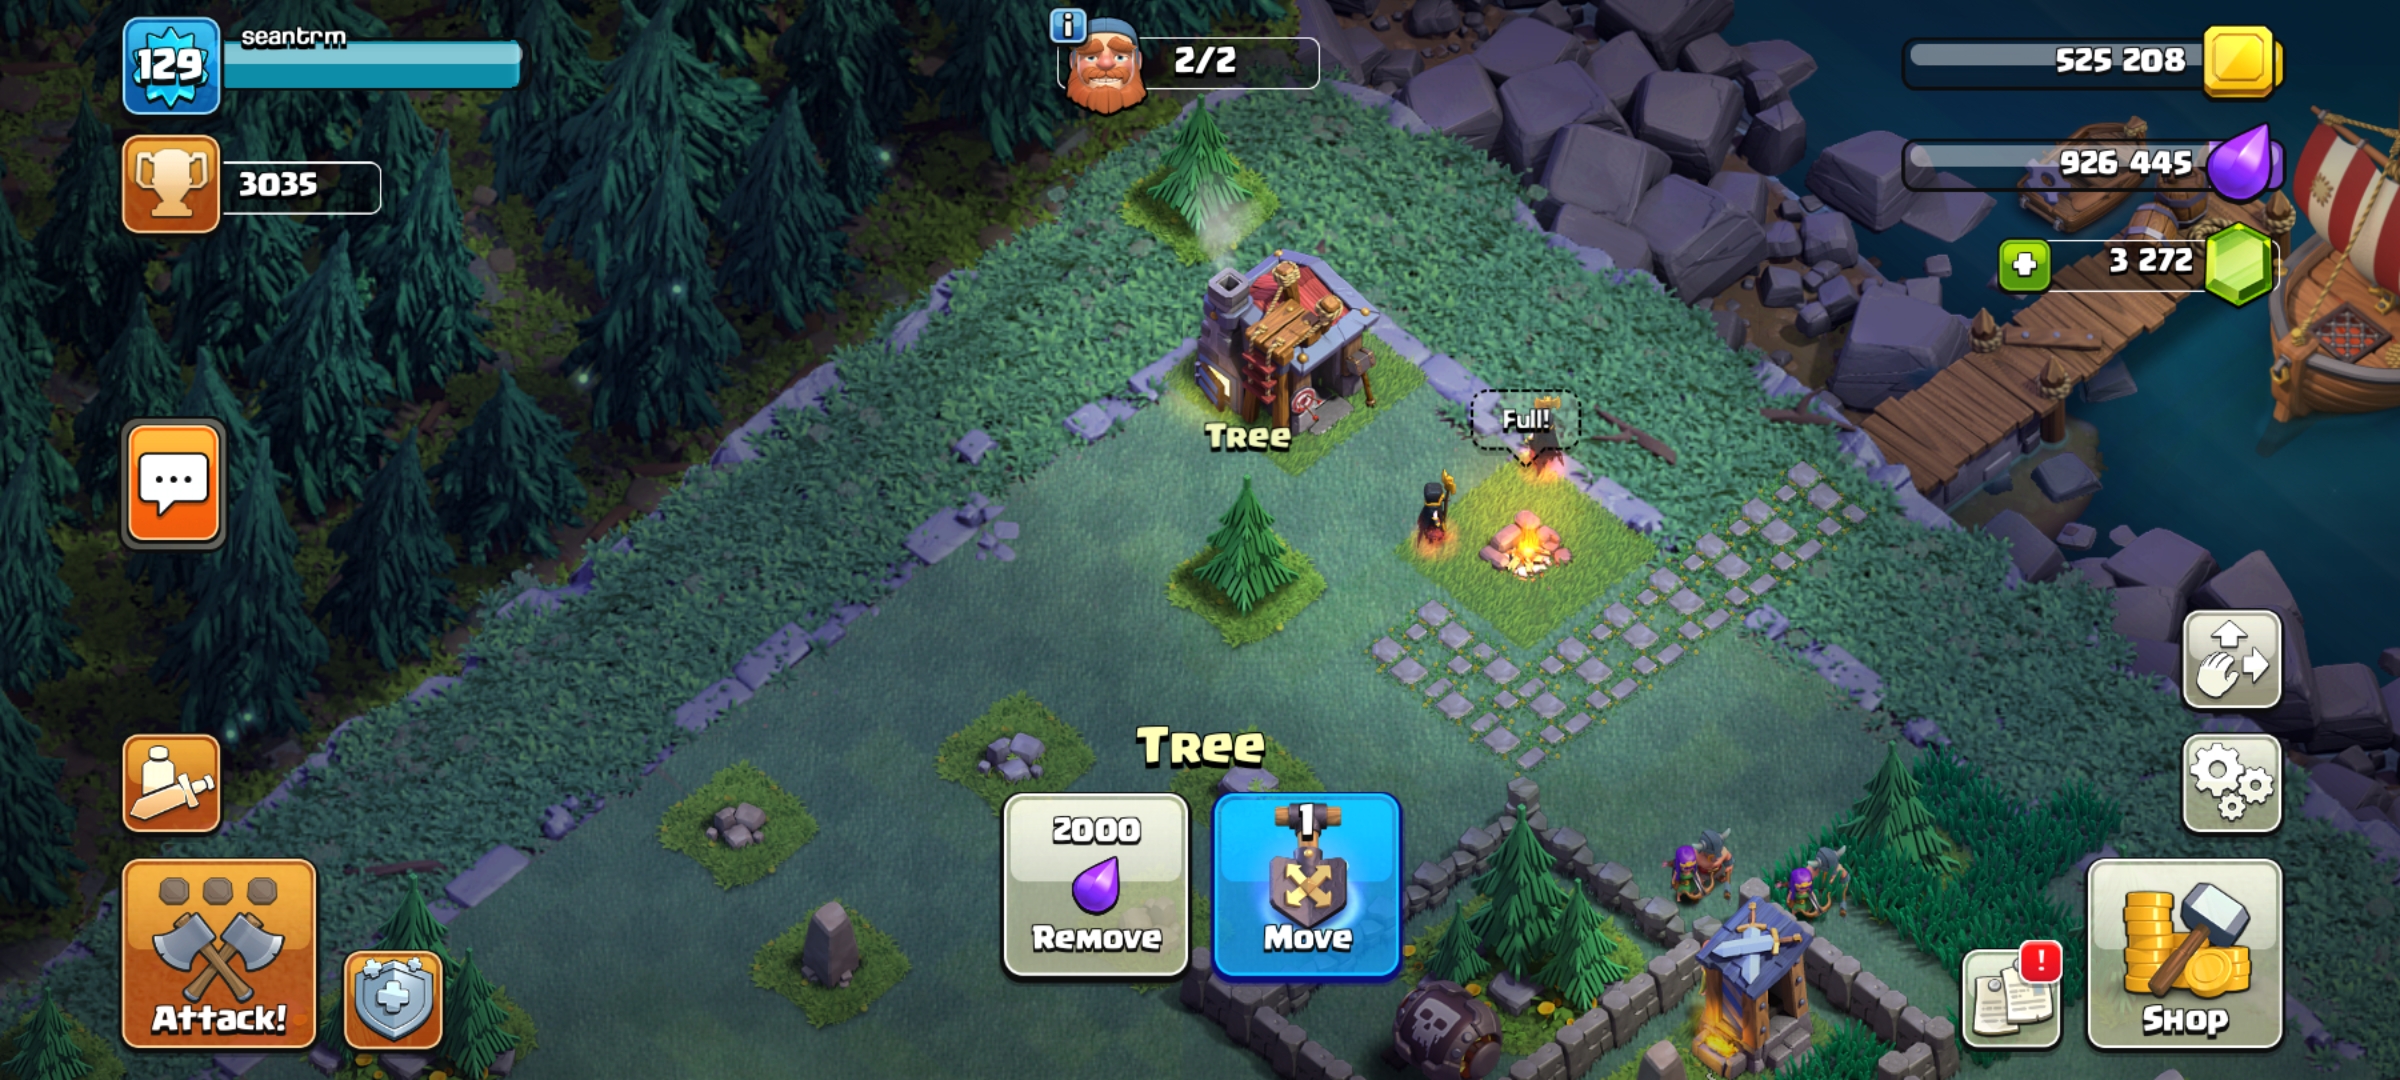 129
seantrm
i
2/2
525 208
3035
926 445
3 272
Tree
Full!
Tree
2000
Remove
1
Move
Attack!
!
Shop